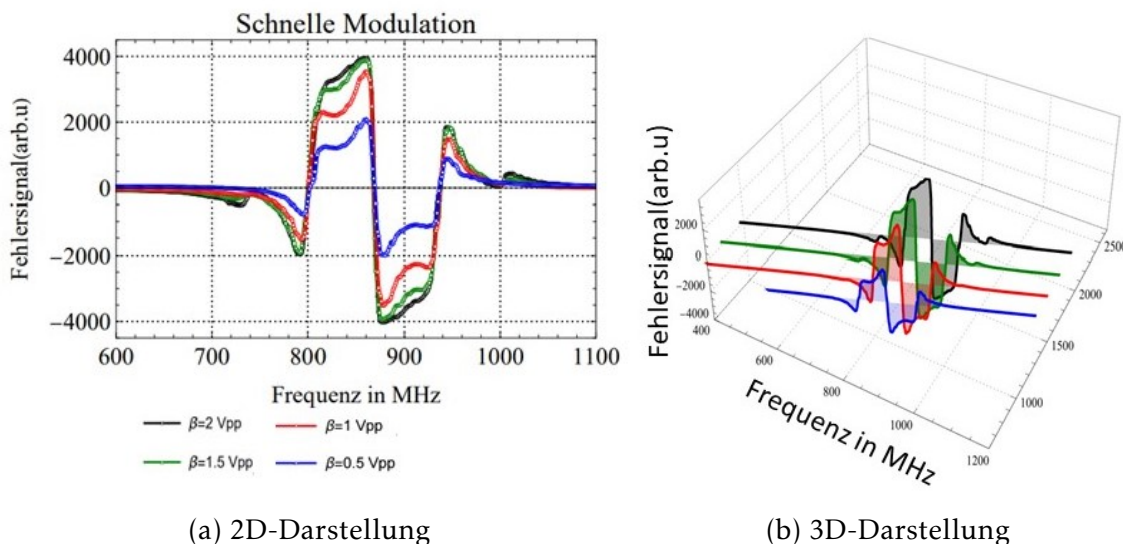 Schnelle Modulation
Fehlersignal(arb.u)
4000
2000
0
−2000
−4000
600 700 800 900 1000 1100
Frequenz in MHz
β=2 Vpp β=1 Vpp
β=1.5 Vpp β=0.5 Vpp
(a) 2D-Darstellung
Fehlersignal(arb.u)
2000
0
−2000
−4000
400
600
800
1000
1200
Frequenz in MHz
2500
2000
1500
1000
(b) 3D-Darstellung